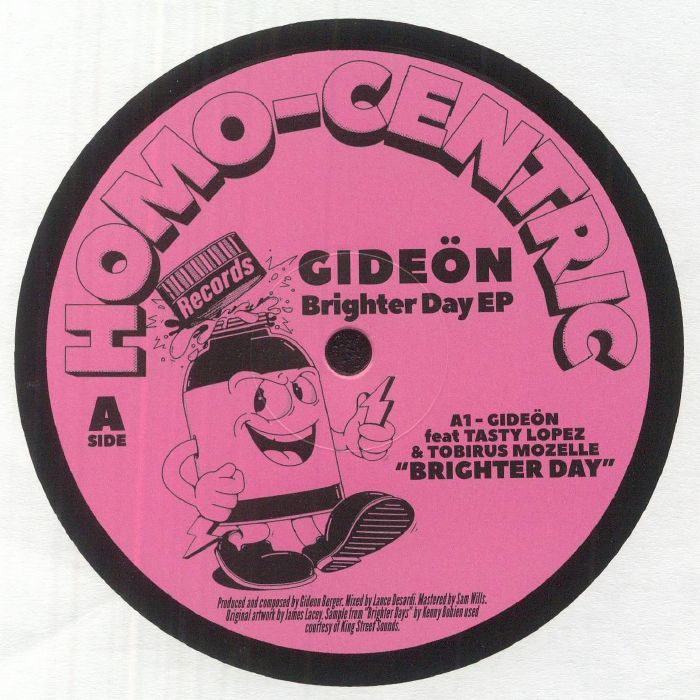 HOMO-CENTRIC
Records
GIDEÖN
Brighter Day EP
A
SIDE
A1 - GIDEÖN
feat TASTY LOPEZ
& TOBIRUS MOZELLE
“BRIGHTER DAY”
Produced and composed by Gideon Berger. Mixed by Lance Desardi. Mastered by Sam Wills.
Original artwork by James Lacey. Sample from "Brighter Days" by Kenny Bobien used
courtesy of King Street Sounds.